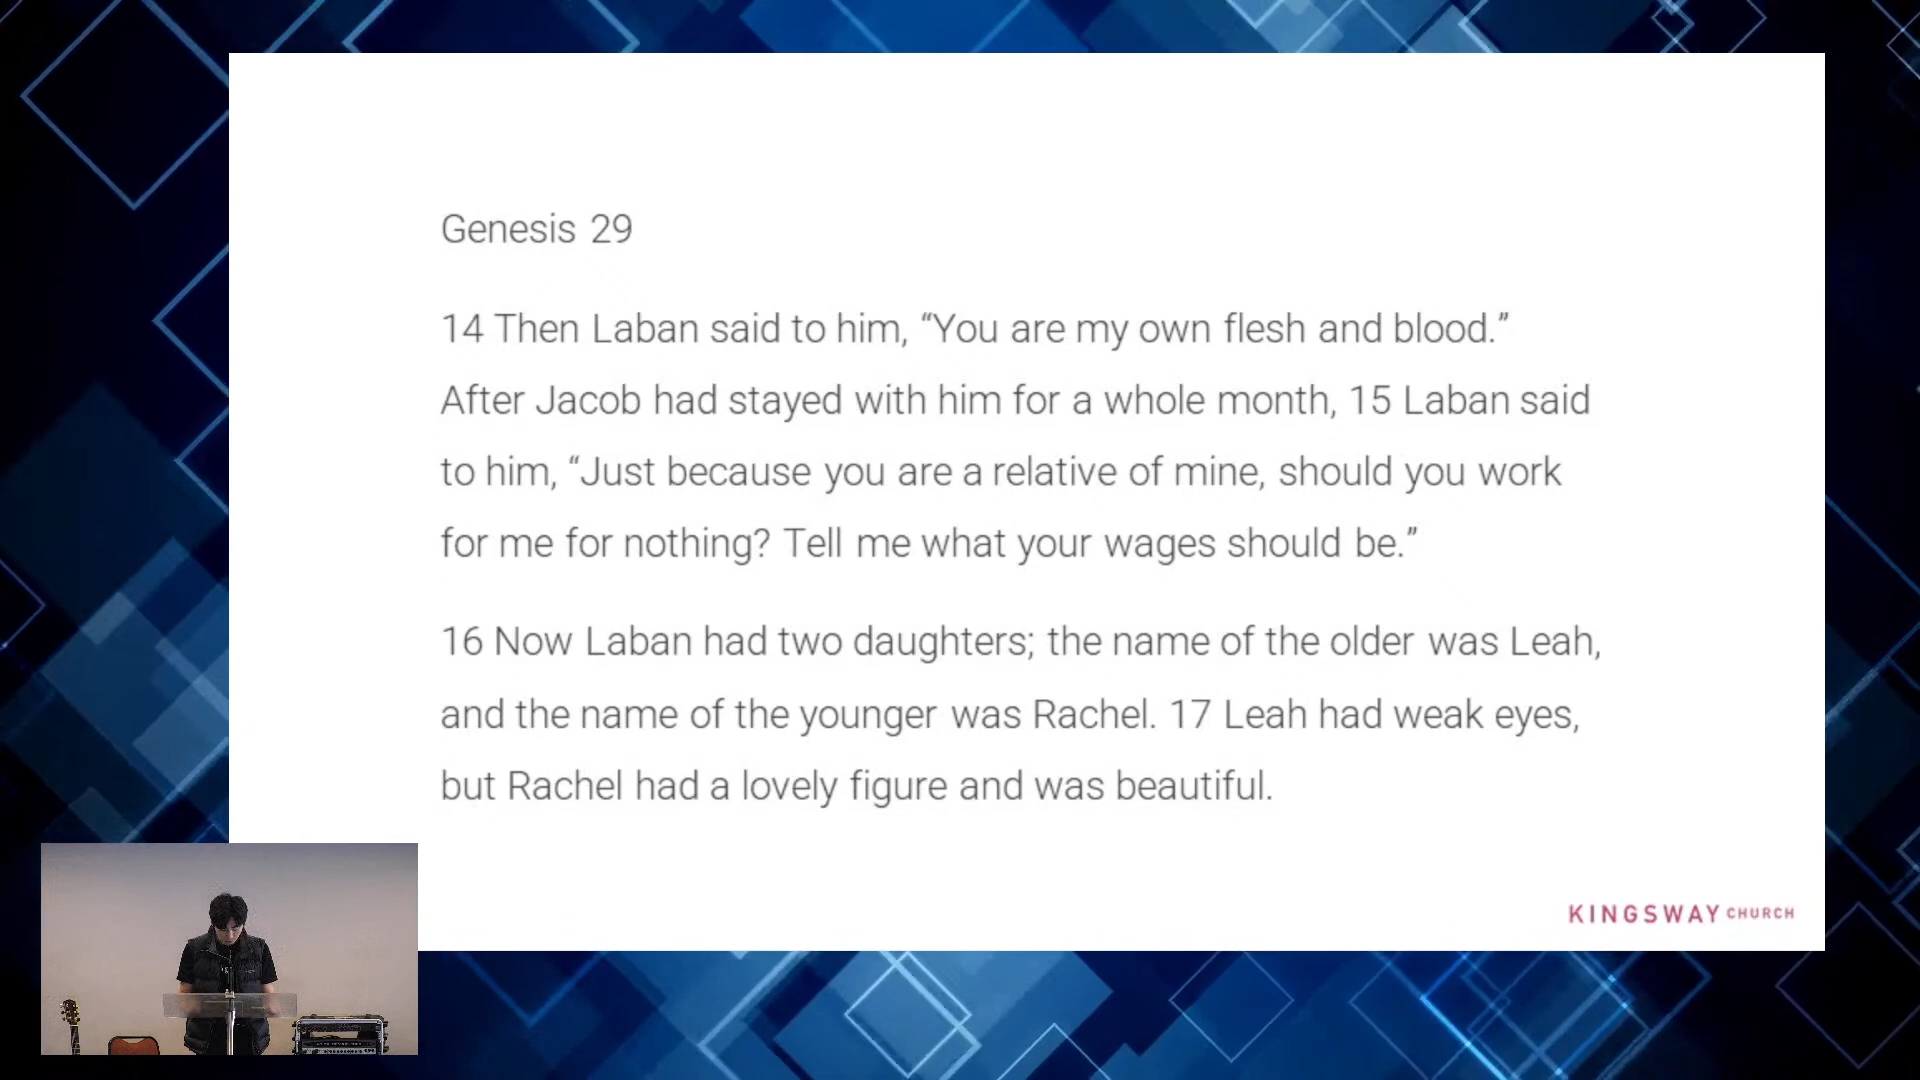 Genesis 29
14 Then Laban said to him, “You are my own flesh and blood.”
After Jacob had stayed with him for a whole month, 15 Laban said
to him, “Just because you are a relative of mine, should you work
for me for nothing? Tell me what your wages should be.”
16 Now Laban had two daughters; the name of the older was Leah,
and the name of the younger was Rachel. 17 Leah had weak eyes,
but Rachel had a lovely figure and was beautiful.
KINGSWAY CHURCH